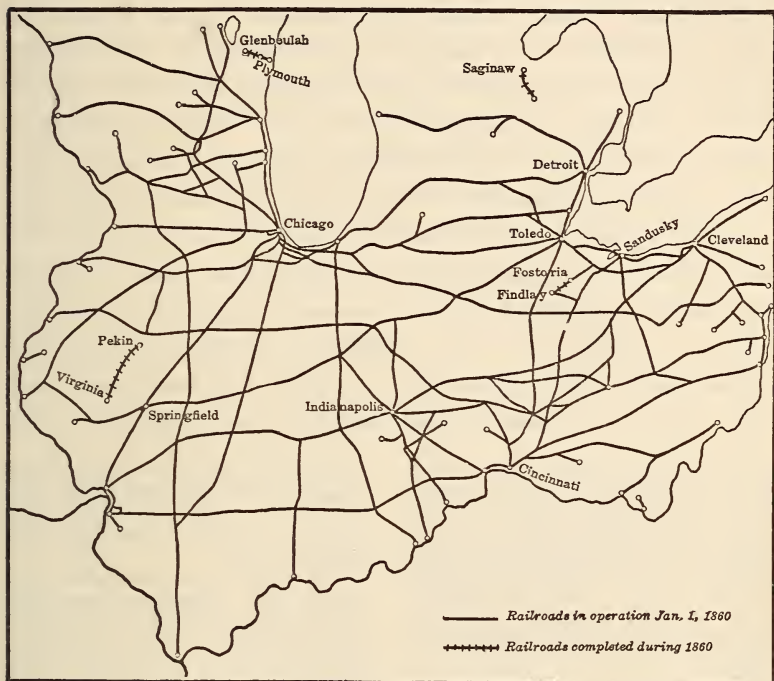 Glenbeulah
Plymouth
Saginaw
Detroit
Chicago
Toledo
Sandusky
Cleveland
Fostoria
Findlay
Pekin
Virginia
Springfield
Indianapolis
Cincinnati
Railroads in operation Jan. 1, 1860
Railroads completed during 1860